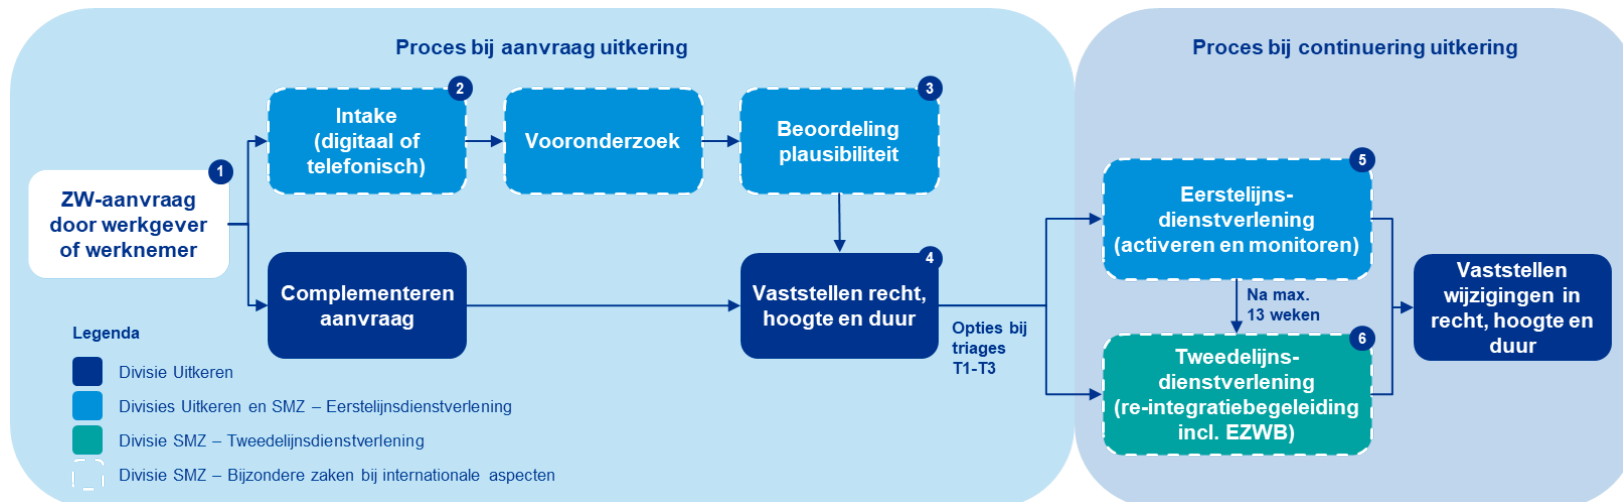 Proces bij aanvraag uitkering
Proces bij continuering uitkering
1
ZW-aanvraag
door werkgever
of werknemer
2
Intake
(digitaal of
telefonisch)
Vooronderzoek
3
Beoordeling
plausibiliteit
Complementeren
aanvraag
4
Vaststellen recht,
hoogte en duur
Opties bij
triages
T1-T3
5
Eerstelijns-
dienstverlening
(activeren en monitoren)
Na max.
13 weken
6
Tweedelijns-
dienstverlening
(re-integratiebegeleiding
incl. EZWB)
Vaststellen
wijzigingen in
recht, hoogte en
duur
Legenda
Divisie Uitkeren
Divisies Uitkeren en SMZ – Eerstelijnsdienstverlening
Divisie SMZ – Tweedelijnsdienstverlening
Divisie SMZ – Bijzondere zaken bij internationale aspecten